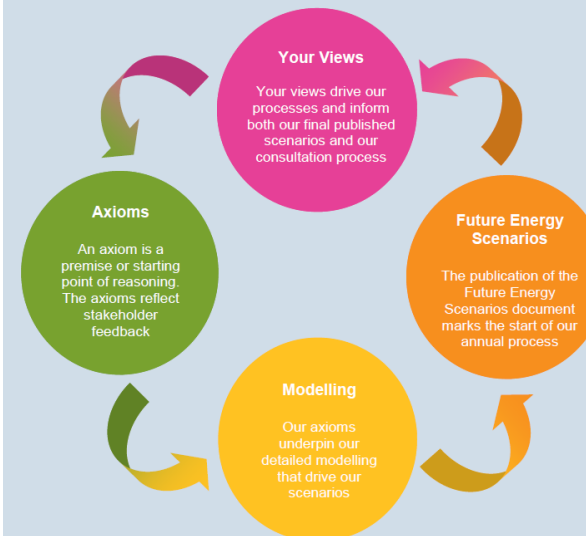 Your Views
Your views drive our
processes and inform
both our final published
scenarios and our
consultation process
Axioms
An axiom is a
premise or starting
point of reasoning.
The axioms reflect
stakeholder
feedback
Future Energy
Scenarios
The publication of the
Future Energy
Scenarios document
marks the start of our
annual process
Modelling
Our axioms
underpin our
detailed modelling
that drive our
scenarios